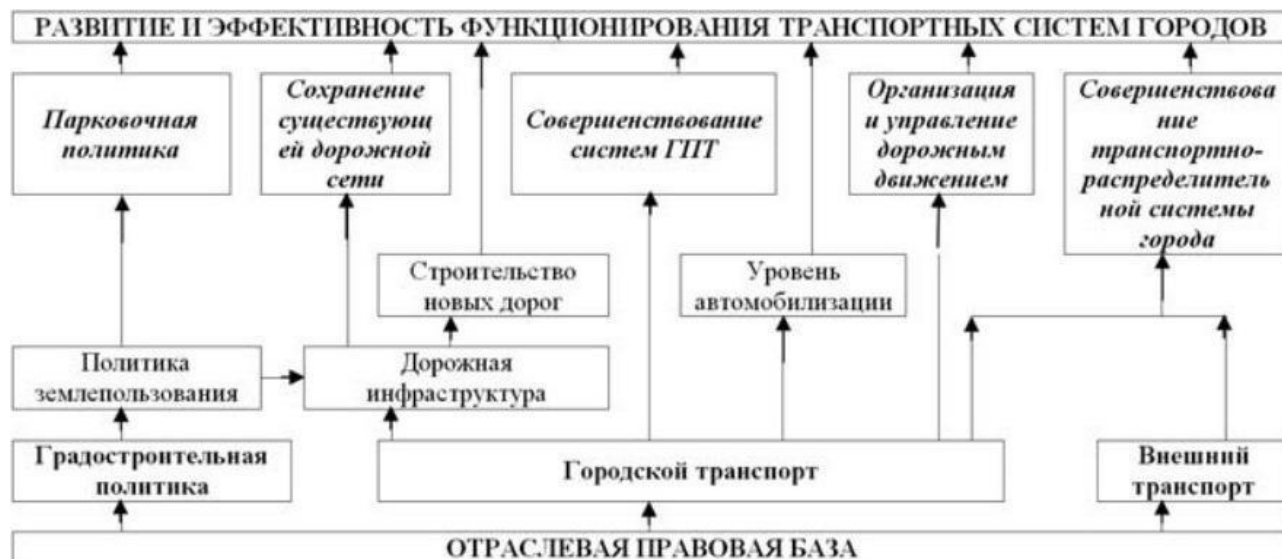 РАЗВИТИЕ И ЭФФЕКТИВНОСТЬ ФУНКЦИОНИРОВАНИЯ ТРАНСПОРТНЫХ СИСТЕМ ГОРОДОВ
Парковочная
политика
Сохранение
существующ
ей дорожной
сети
Совершенствование
систем ГПТ
Организация
и управление
дорожным
движением
Совершенствова
ние
транспортно-
распределитель
ной системы
города
Строительство
новых дорог
Уровень
автомобилизации
Политика
землепользования
Дорожная
инфраструктура
Градостроительная
политика
Городской транспорт
Внешний
транспорт
ОТРАСЛЕВАЯ ПРАВОВАЯ БАЗА